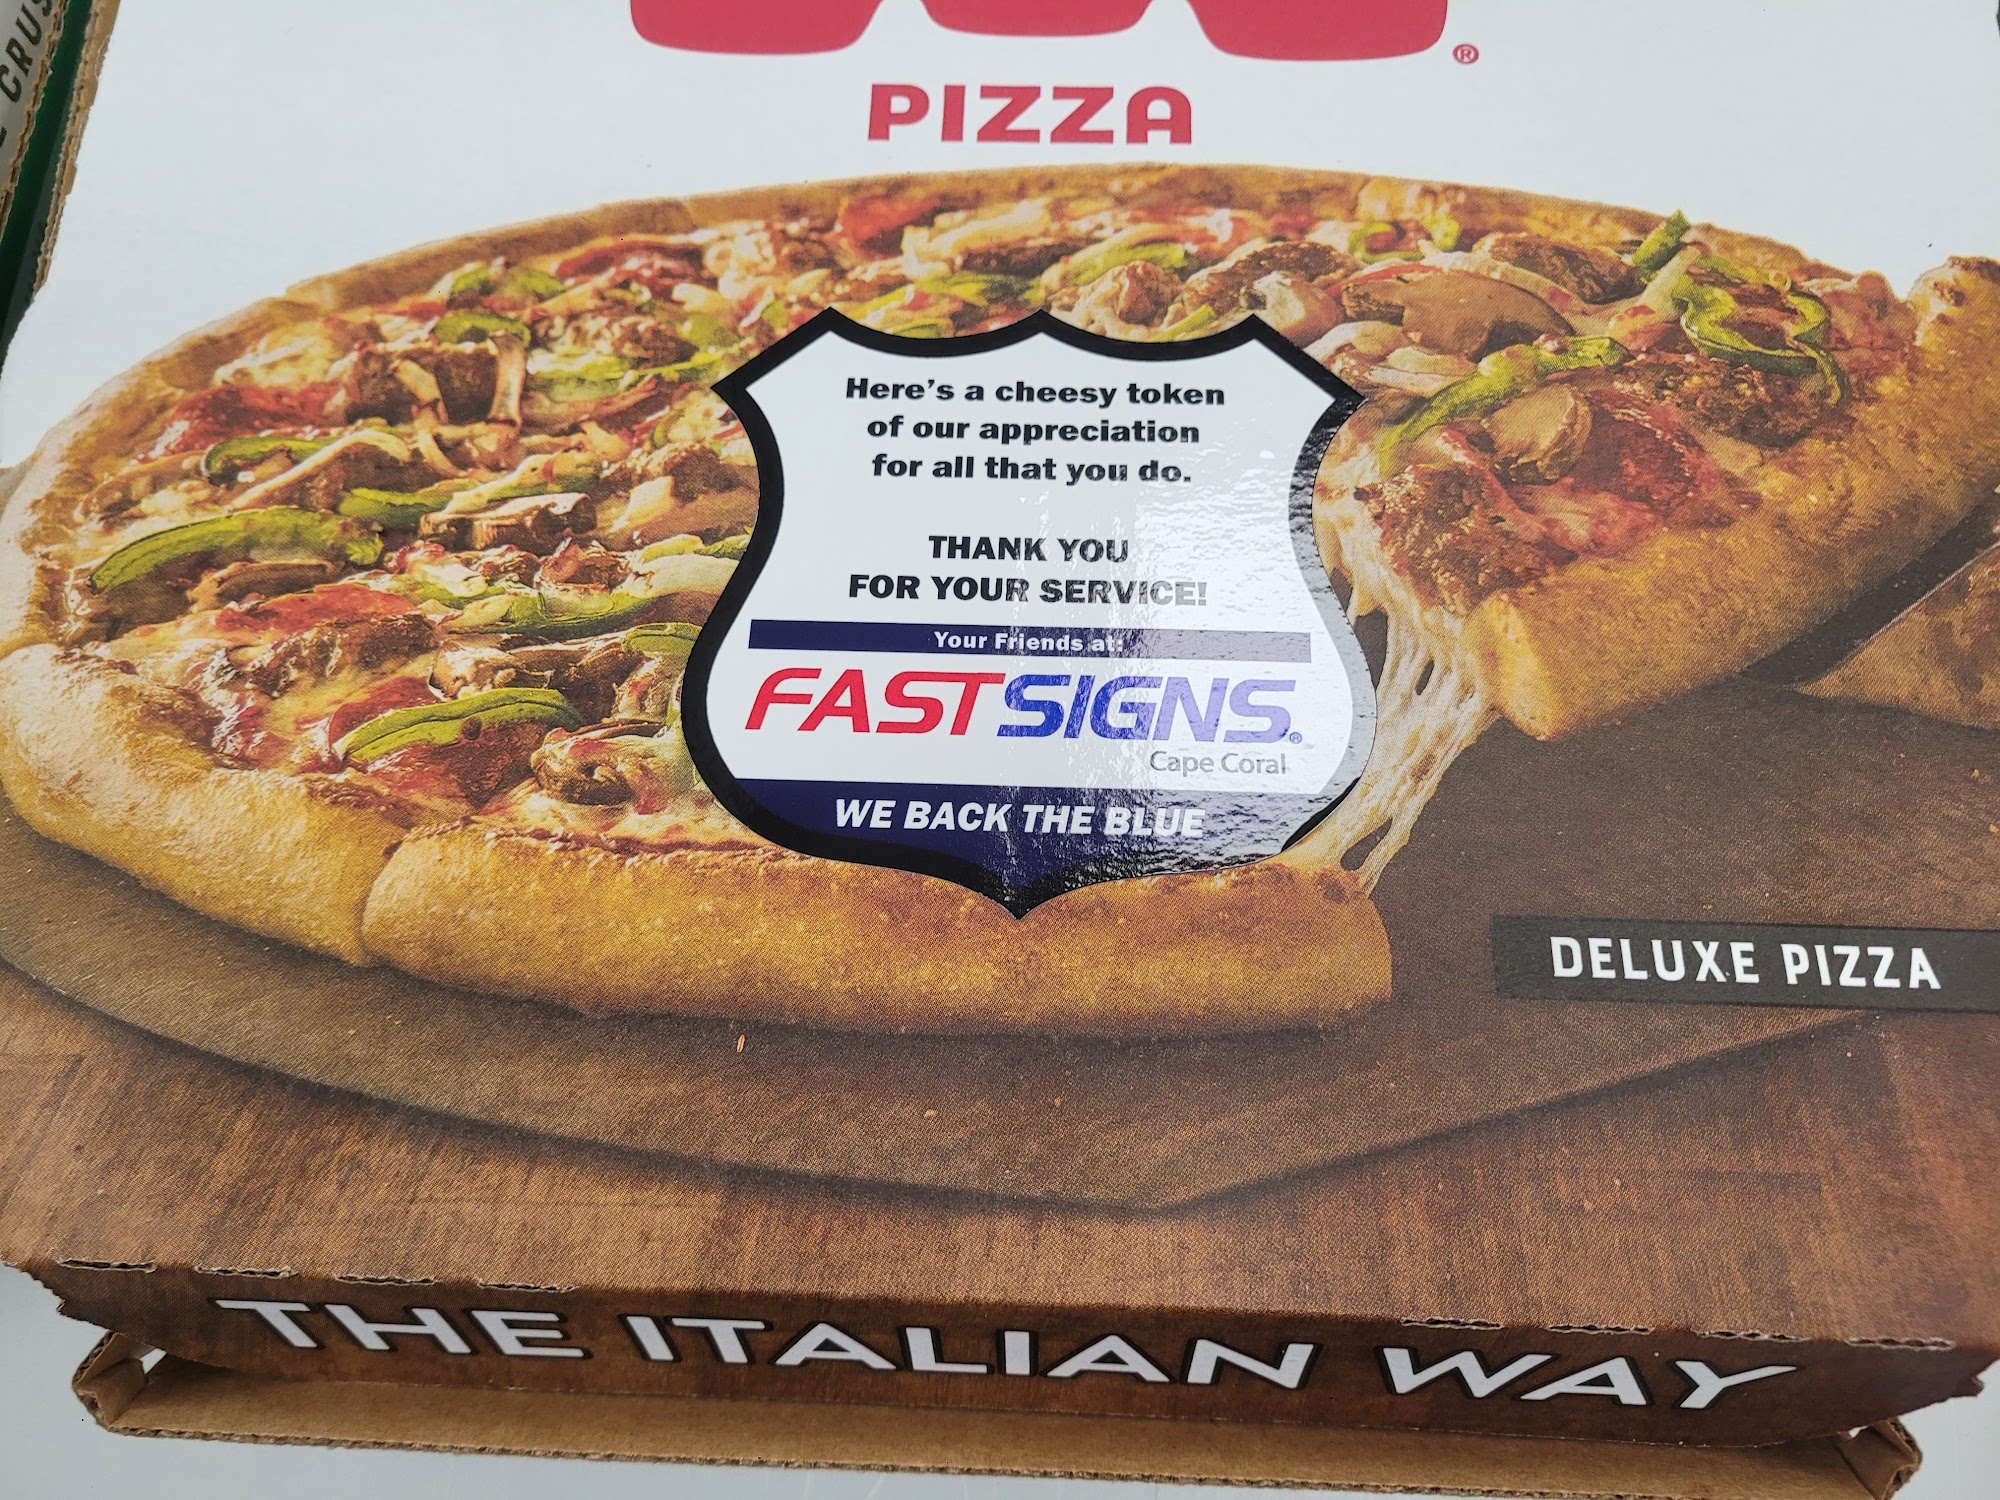 CRUS
®
PIZZA
Here's a cheesy token
of our appreciation
for all that you do.
THANK YOU
FOR YOUR SERVICE!
Your Friends at:
FASTSIGNS®
Cape Coral
WE BACK THE BLUE
DELUXE PIZZA
THE ITALIAN WAY